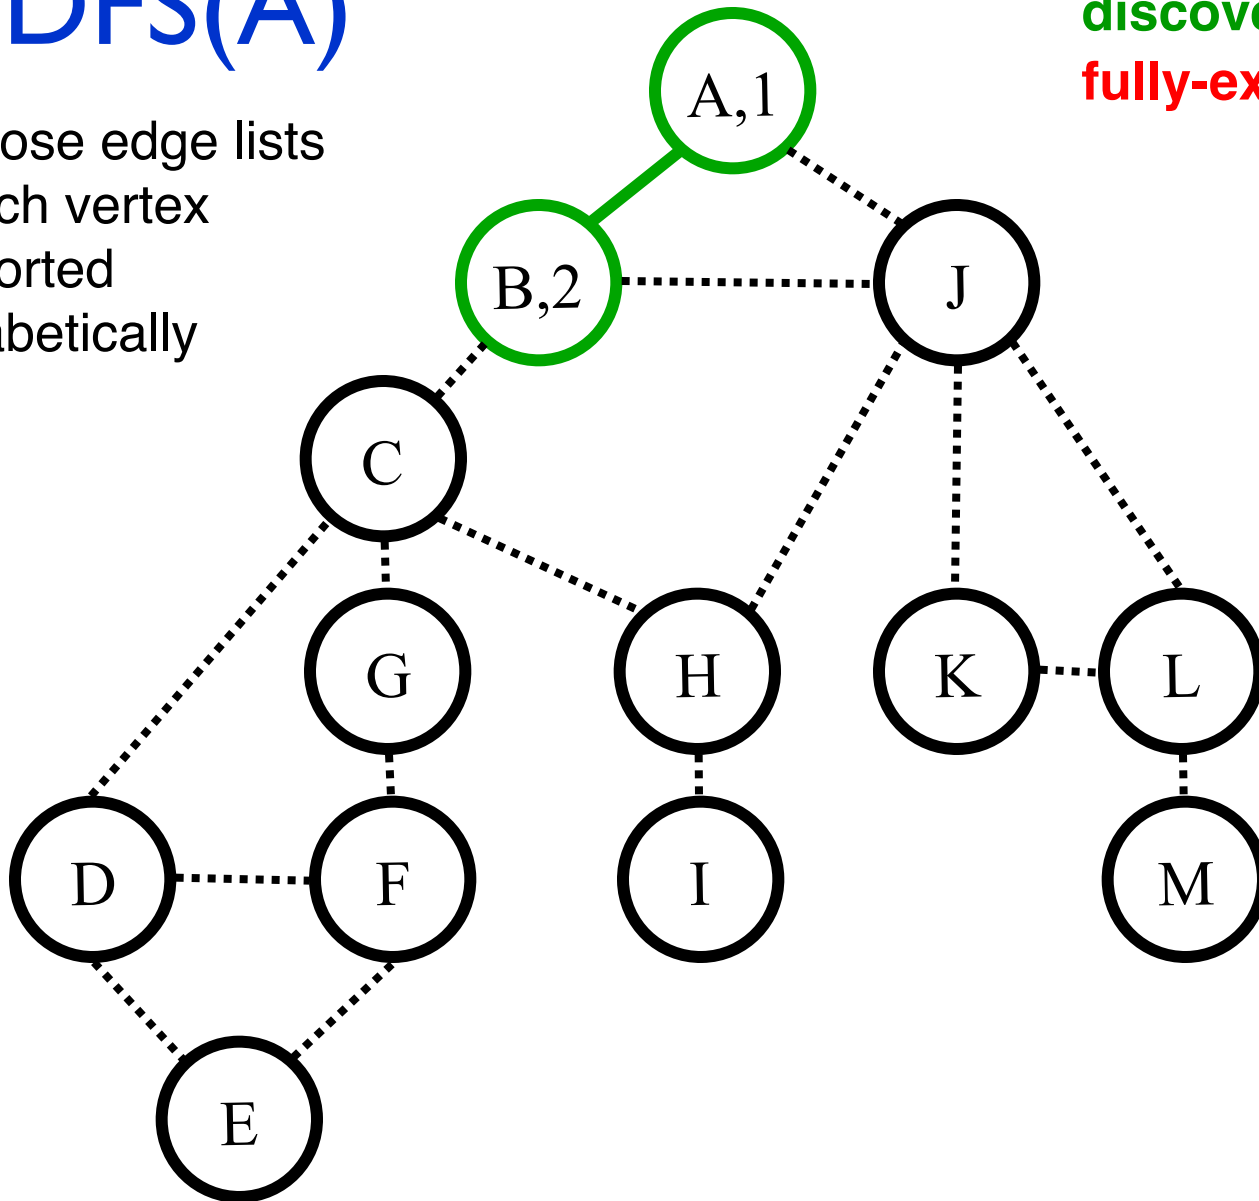 DFS(A)
discove
fully-ex
ose edge lists
ch vertex
orted
abetically
A,1
B,2
J
C
G
H
K
L
D
F
I
M
E